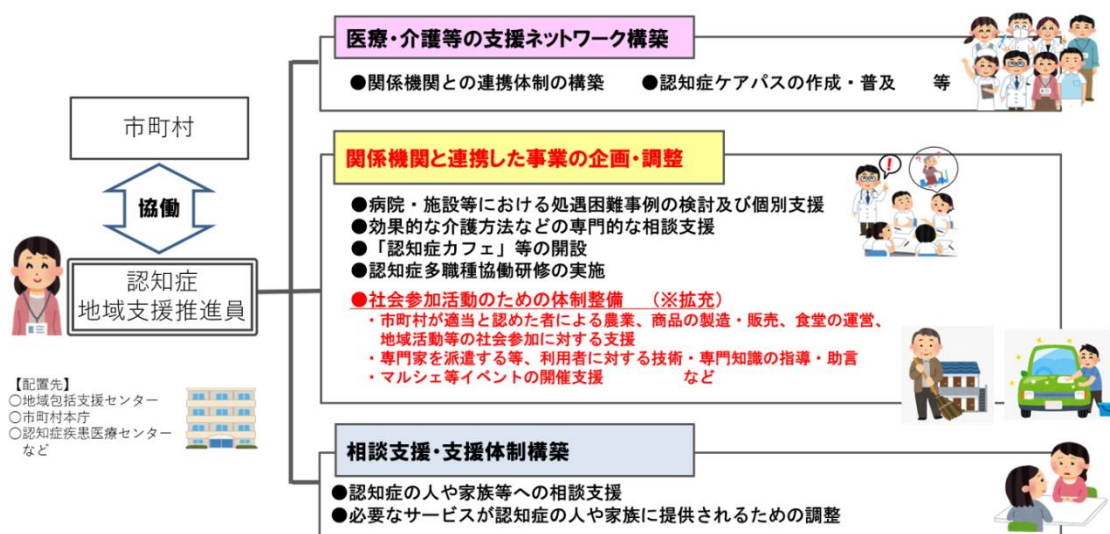 市町村
協働
認知症
地域支援推進員
【配置先】
○地域包括支援センター
○市町村本庁
○認知症疾患医療センター
など
医療・介護等の支援ネットワーク構築
●関係機関との連携体制の構築　　●認知症ケアパスの作成・普及　　等
関係機関と連携した事業の企画・調整
●病院・施設等における処遇困難事例の検討及び個別支援
●効果的な介護方法などの専門的な相談支援
●「認知症カフェ」等の開設
●認知症多職種協働研修の実施
●社会参加活動のための体制整備　（※拡充）
・市町村が適当と認めた者による農業、商品の製造・販売、食堂の運営、
地域活動等の社会参加に対する支援
・専門家を派遣する等、利用者に対する技術・専門知識の指導・助言
・マルシェ等イベントの開催支援　　　　など
!
相談支援・支援体制構築
●認知症の人や家族等への相談支援
●必要なサービスが認知症の人や家族に提供されるための調整